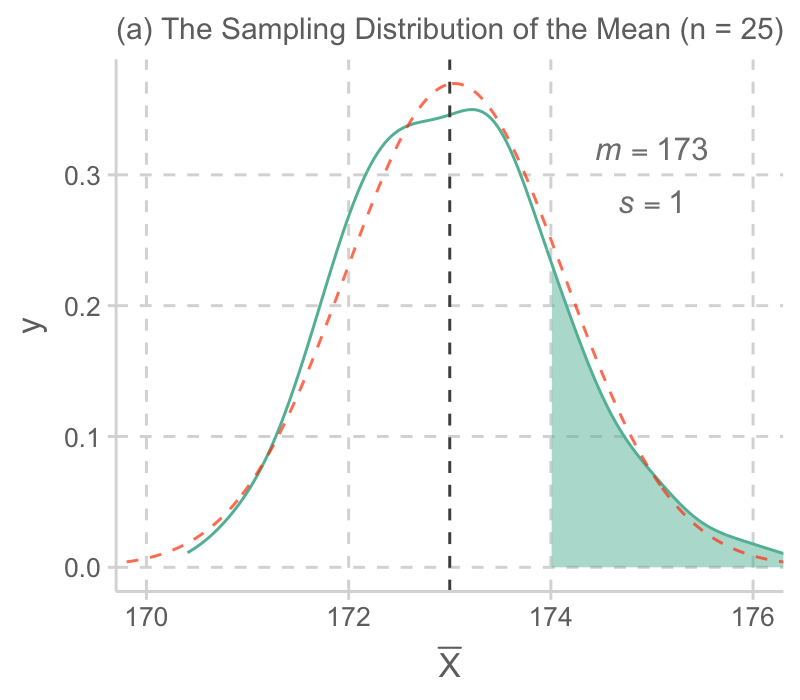 (a) The Sampling Distribution of the Mean (n = 25)
m = 173
s = 1
0.3
0.2
0.1
0.0
y
170 172 174 176
X̅